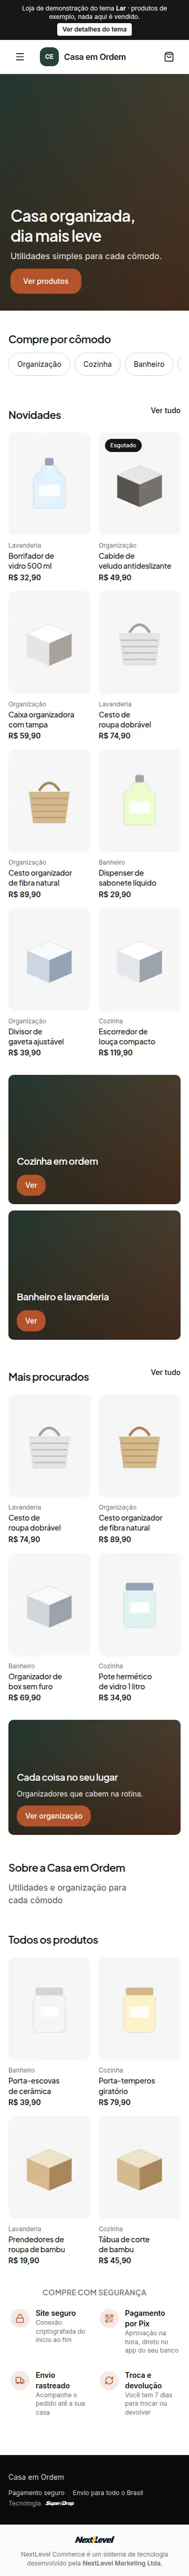 Loja de demonstração do tema Lar · produtos de
exemplo, nada aqui é vendido.
Ver detalhes do tema
CE
Casa em Ordem
Casa organizada,
dia mais leve
Utilidades simples para cada cômodo.
Ver produtos
Compre por cômodo
Organização
Cozinha
Banheiro
Novidades
Ver tudo
Esgotado
Lavanderia
Borrifador de
vidro 500 ml
R$ 32,90
Organização
Cabide de
veludo antideslizante
R$ 49,90
Organização
Caixa organizadora
com tampa
R$ 59,90
Lavanderia
Cesto de
roupa dobrável
R$ 74,90
Organização
Cesto organizador
de fibra natural
R$ 89,90
Banheiro
Dispenser de
sabonete líquido
R$ 29,90
Organização
Divisor de
gaveta ajustável
R$ 39,90
Cozinha
Escorredor de
louça compacto
R$ 119,90
Cozinha em ordem
Ver
Banheiro e lavanderia
Ver
Mais procurados
Ver tudo
Lavanderia
Cesto de
roupa dobrável
R$ 74,90
Organização
Cesto organizador
de fibra natural
R$ 89,90
Banheiro
Organizador de
box sem furo
R$ 69,90
Cozinha
Pote hermético
de vidro 1 litro
R$ 34,90
Cada coisa no seu lugar
Organizadores que cabem na rotina.
Ver organização
Sobre a Casa em Ordem
Utilidades e organização para
cada cômodo
Todos os produtos
Banheiro
Porta-escovas
de cerâmica
R$ 39,90
Cozinha
Porta-temperos
giratório
R$ 79,90
Lavanderia
Prendedores de
roupa de bambu
R$ 19,90
Cozinha
Tábua de corte
de bambu
R$ 45,90
COMPRE COM SEGURANÇA
Site seguro
Conexão
criptografada do
início ao fim
Pagamento
por Pix
Aprovação na
hora, direto no
app do seu banco
Envio
rastreado
Acompanhe o
pedido até a sua
casa
Troca e
devolução
Você tem 7 dias
para trocar ou
devolver
Casa em Ordem
Pagamento seguro
Envio para todo o Brasil
Tecnologia SuperDrop
NextLevel
NextLevel Commerce é um sistema de tecnologia
desenvolvido pela NextLevel Marketing Ltda.